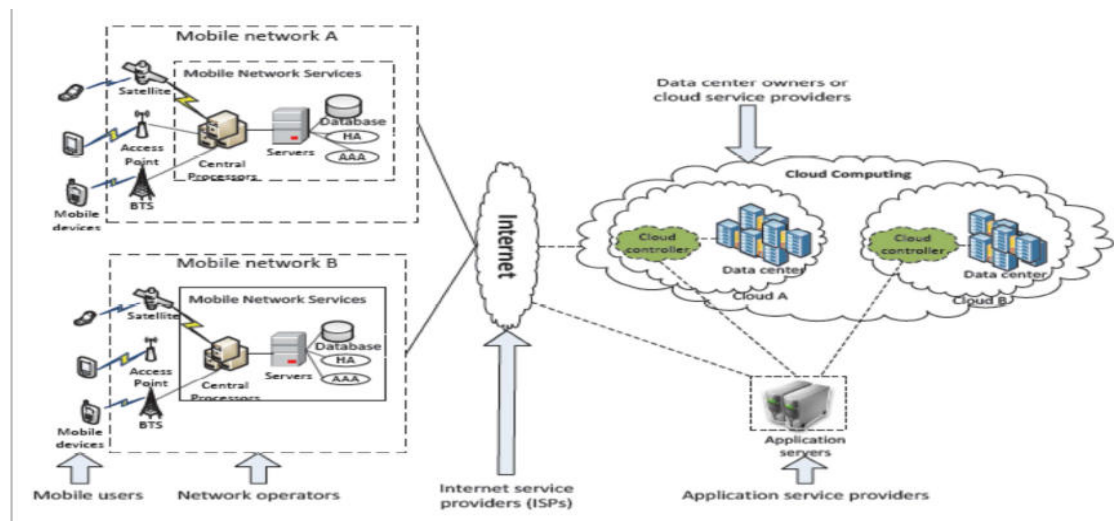 Mobile network A
Mobile Network Services
Satellite
Database
HA
AAA
Access
Point
Central
Processors
Servers
BTS
Mobile
devices
Mobile network B
Mobile Network Services
Satellite
Database
HA
AAA
Access
Point
Central
Processors
Servers
BTS
Mobile
devices
Mobile users
Network operators
Internet
Internet service
providers (ISPs)
Data center owners or
cloud service providers
Cloud Computing
Cloud
controller
Data center
Cloud A
Cloud
controller
Data center
Cloud B
Application
servers
Application service providers